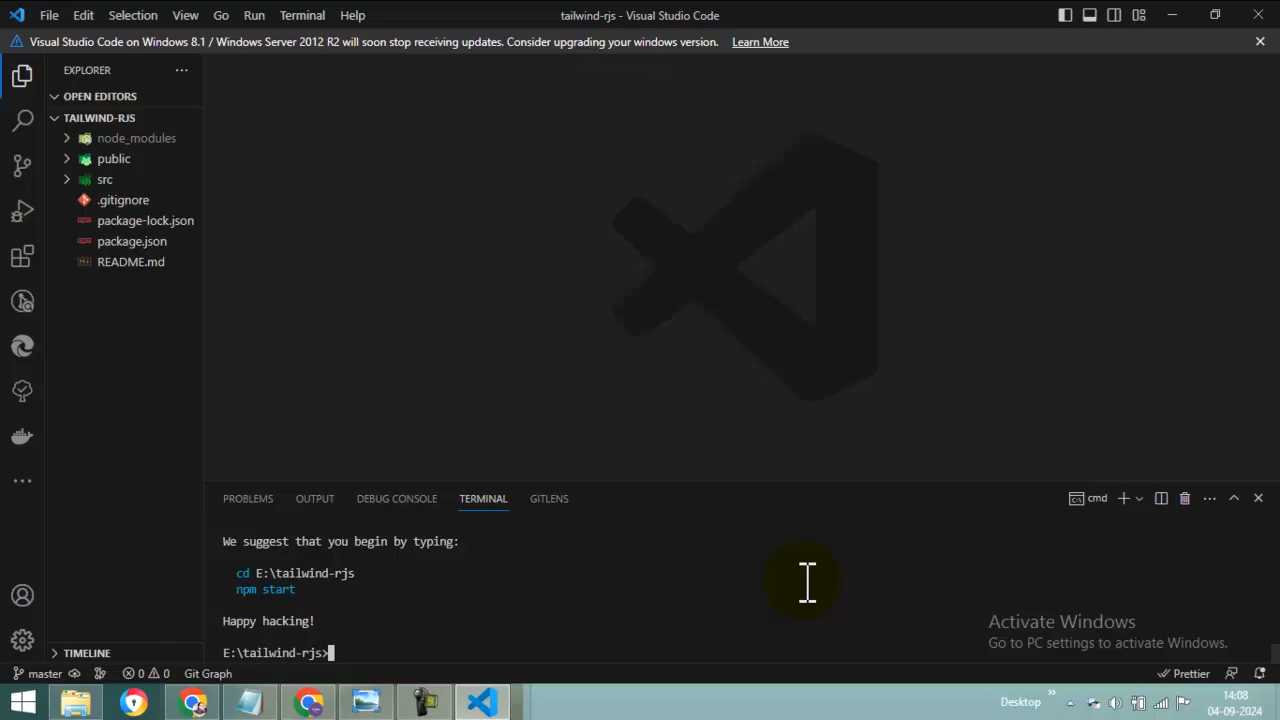 File Edit Selection View Go Run Terminal Help tailwind-rjs - Visual Studio Code
Visual Studio Code on Windows 8.1 / Windows Server 2012 R2 will soon stop receiving updates. Consider upgrading your windows version. Learn More
EXPLORER
OPEN EDITORS
TAILWIND-RJS
node_modules
public
src
.gitignore
package-lock.json
package.json
README.md
PROBLEMS OUTPUT DEBUG CONSOLE TERMINAL GITLENS cmd
We suggest that you begin by typing:
cd E:\tailwind-rjs
npm start
Happy hacking!
E:\tailwind-rjs>
Activate Windows
Go to PC settings to activate Windows.
TIMELINE
master 0 0 Git Graph Prettier
Desktop
14:08
04-09-2024